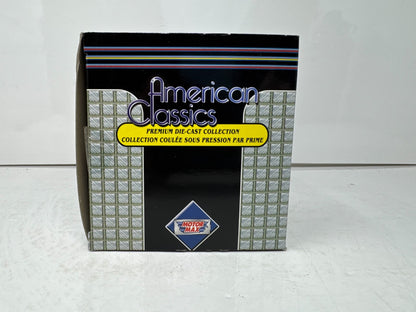 American
Classics
PREMIUM DIE-CAST COLLECTION
COLLECTION COULÉE SOUS PRESSION PAR PRIME
MOTOR
MAX